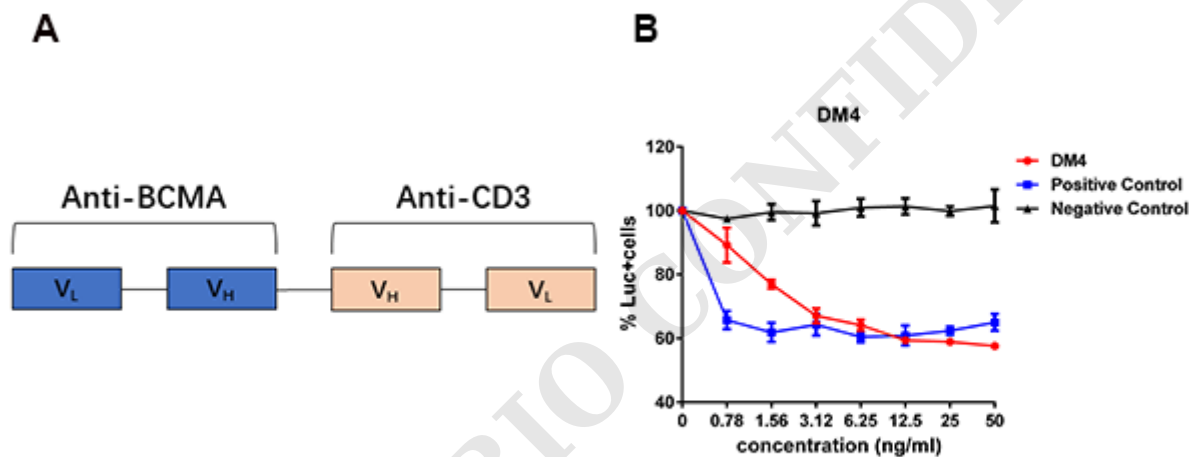 A
Anti-BCMA
Anti-CD3
VL
VH
VH
VL
B
DM4
% Luc+cells
120
100
80
60
40
0
0.78
1.56
3.12
6.25
12.5
25
50
concentration (ng/ml)
DM4
Positive Control
Negative Control